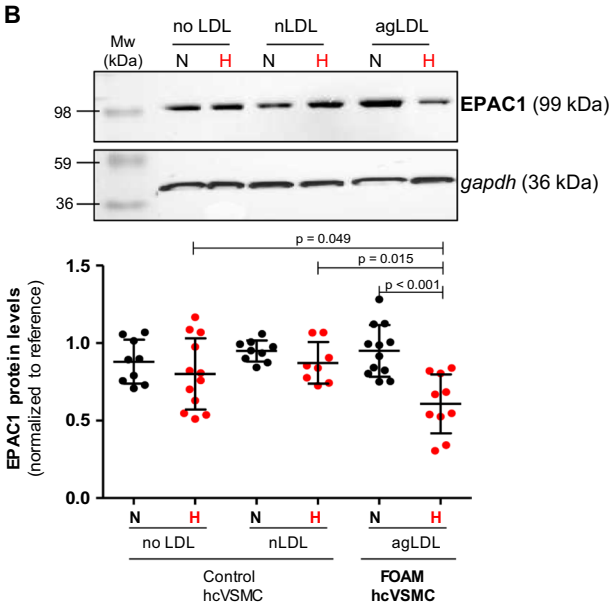 B
no LDL nLDL agLDL
Mw
(kDa)
N H N H N H
98
EPAC1 (99 kDa)
59
36
gapdh (36 kDa)
p = 0.049
p = 0.015
p < 0.001
EPAC1 protein levels
(normalized to reference)
1.5
1.0
0.5
0.0
N H N H N H
no LDL nLDL agLDL
Control FOAM
hcVSMC hcVSMC